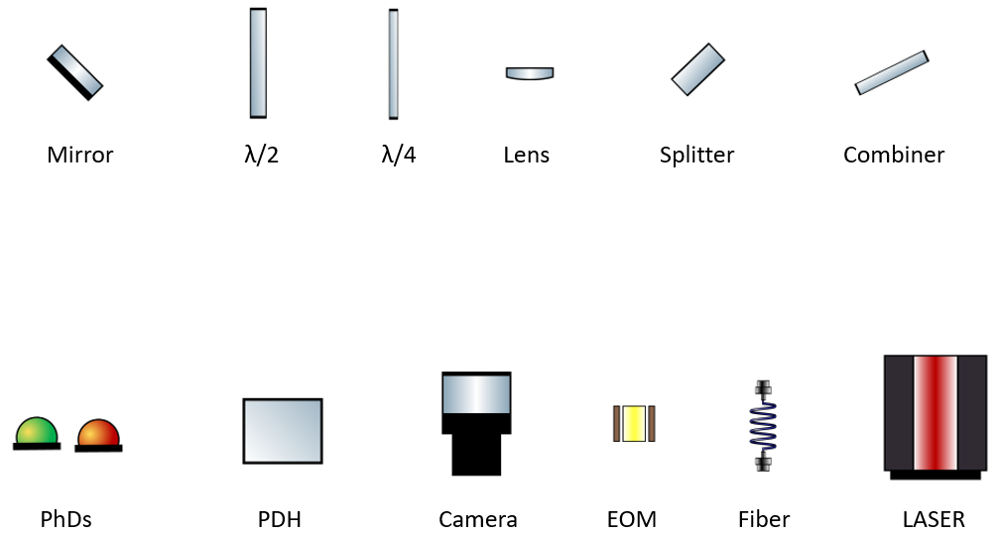 Mirror
λ/2
λ/4
Lens
Splitter
Combiner
PhDs
PDH
Camera
EOM
Fiber
LASER